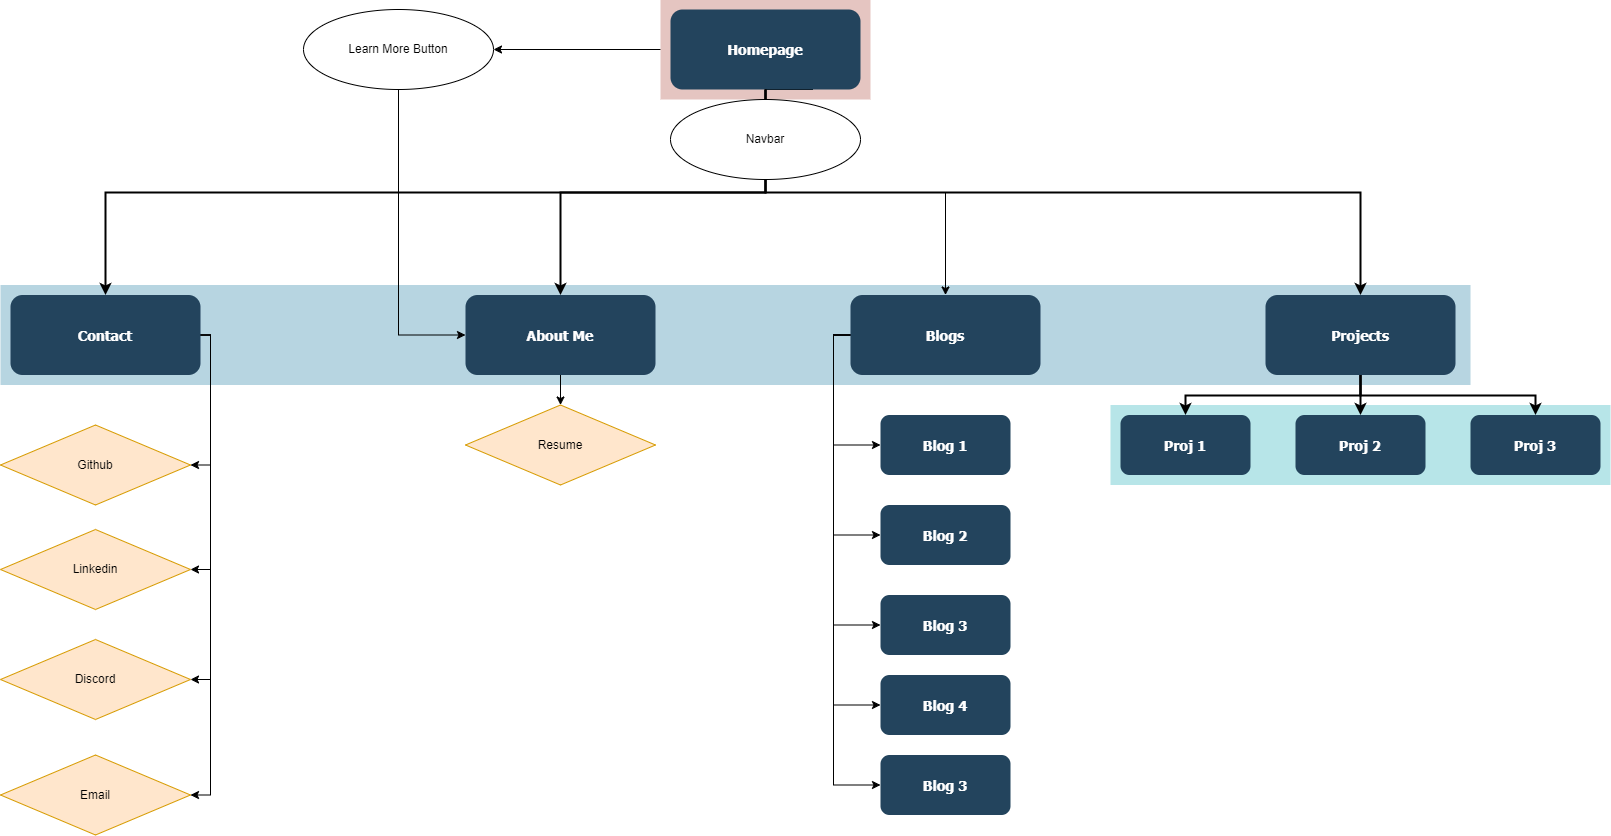 Learn More Button
Homepage
Navbar
Contact
About Me
Blogs
Projects
Github
Resume
Blog 1
Proj 1
Proj 2
Proj 3
Blog 2
Linkedin
Blog 3
Discord
Blog 4
Blog 3
Email